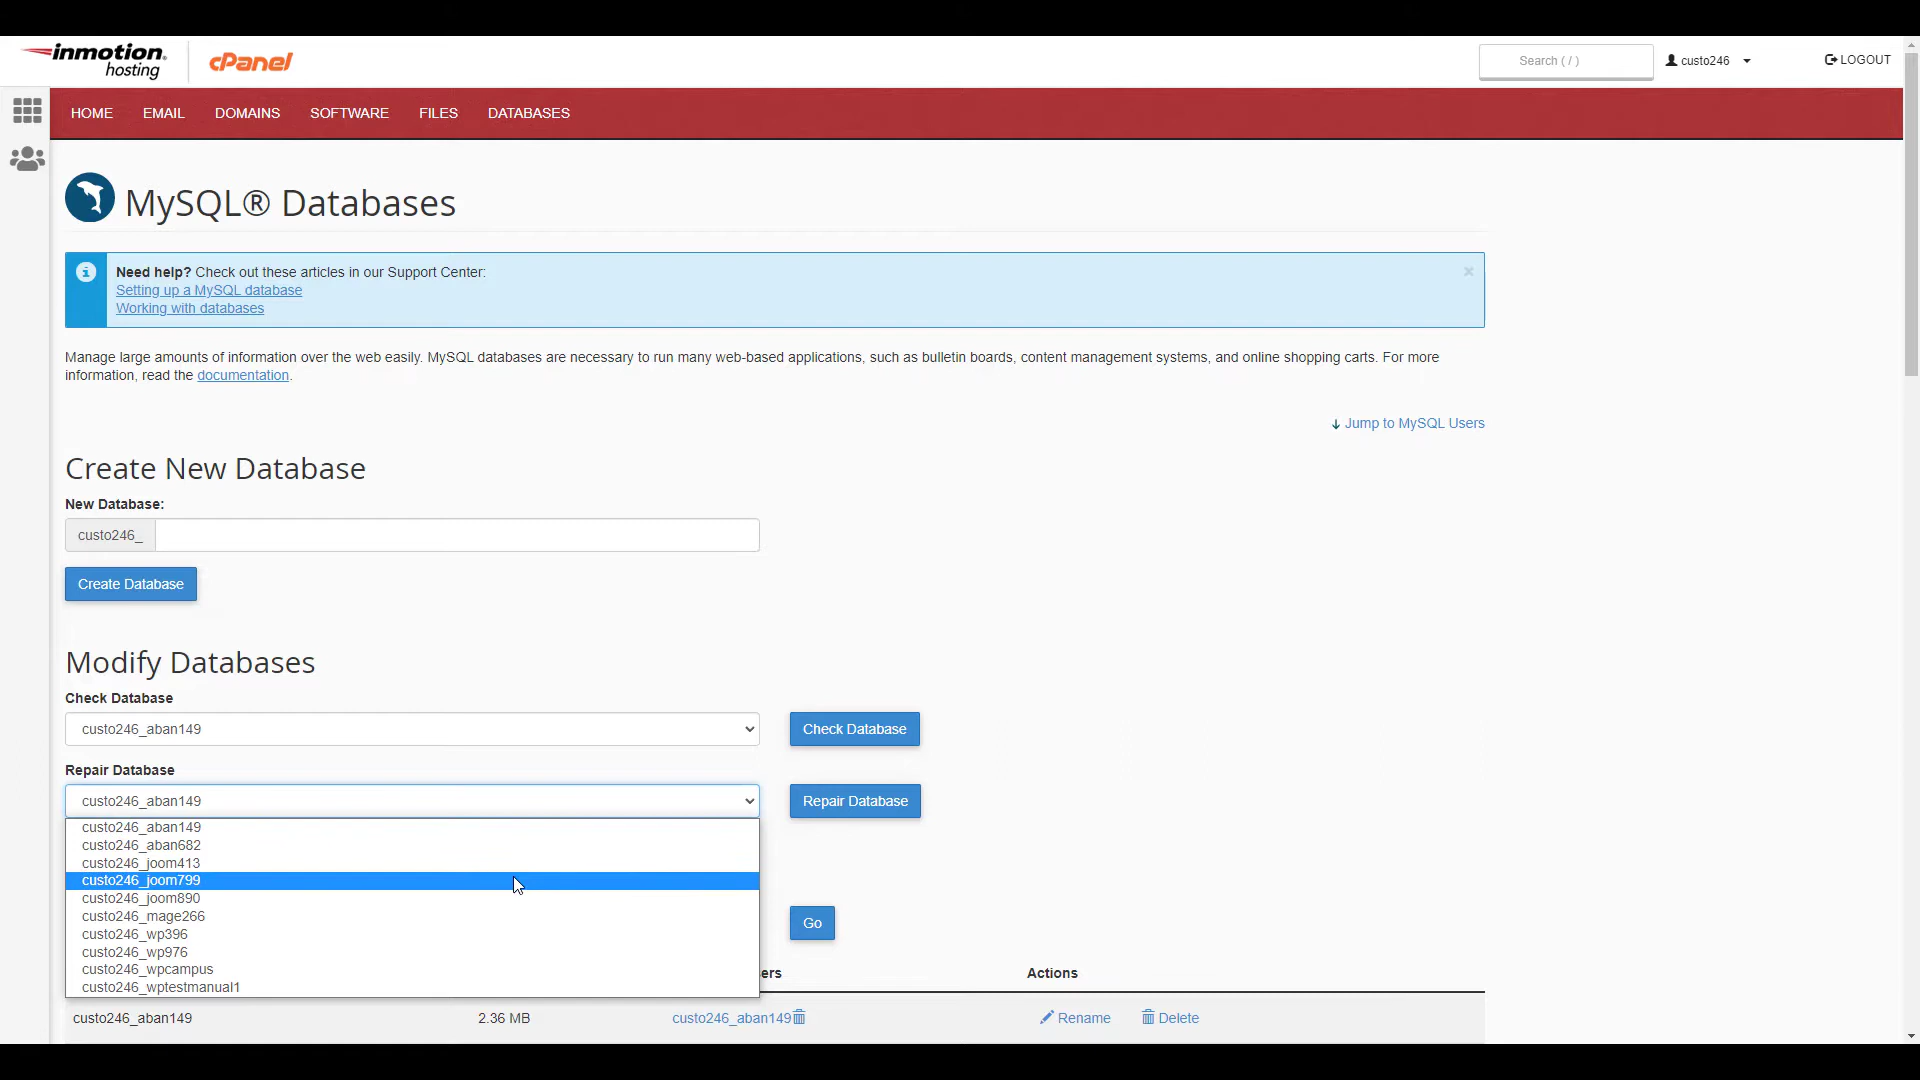 inmotion hosting
cPanel
Search ( / )
custo246
LOGOUT
HOME
EMAIL
DOMAINS
SOFTWARE
FILES
DATABASES
MySQL® Databases
Need help? Check out these articles in our Support Center:
×
Setting up a MySQL database
Working with databases
Manage large amounts of information over the web easily. MySQL databases are necessary to run many web-based applications, such as bulletin boards, content management systems, and online shopping carts. For more
information, read the documentation.
Jump to MySQL Users
Create New Database
New Database:
custo246_
Create Database
Modify Databases
Check Database
custo246_aban149
Check Database
Repair Database
custo246_aban149
Repair Database
custo246_aban149
custo246_aban682
custo246_joom413
custo246_joom799
custo246_joom890
custo246_mage266
custo246_wp396
custo246_wp976
custo246_wpcampus
custo246_wptestmanual1
Go
Actions
custo246_aban149
2.36 MB
custo246_aban149
Rename
Delete